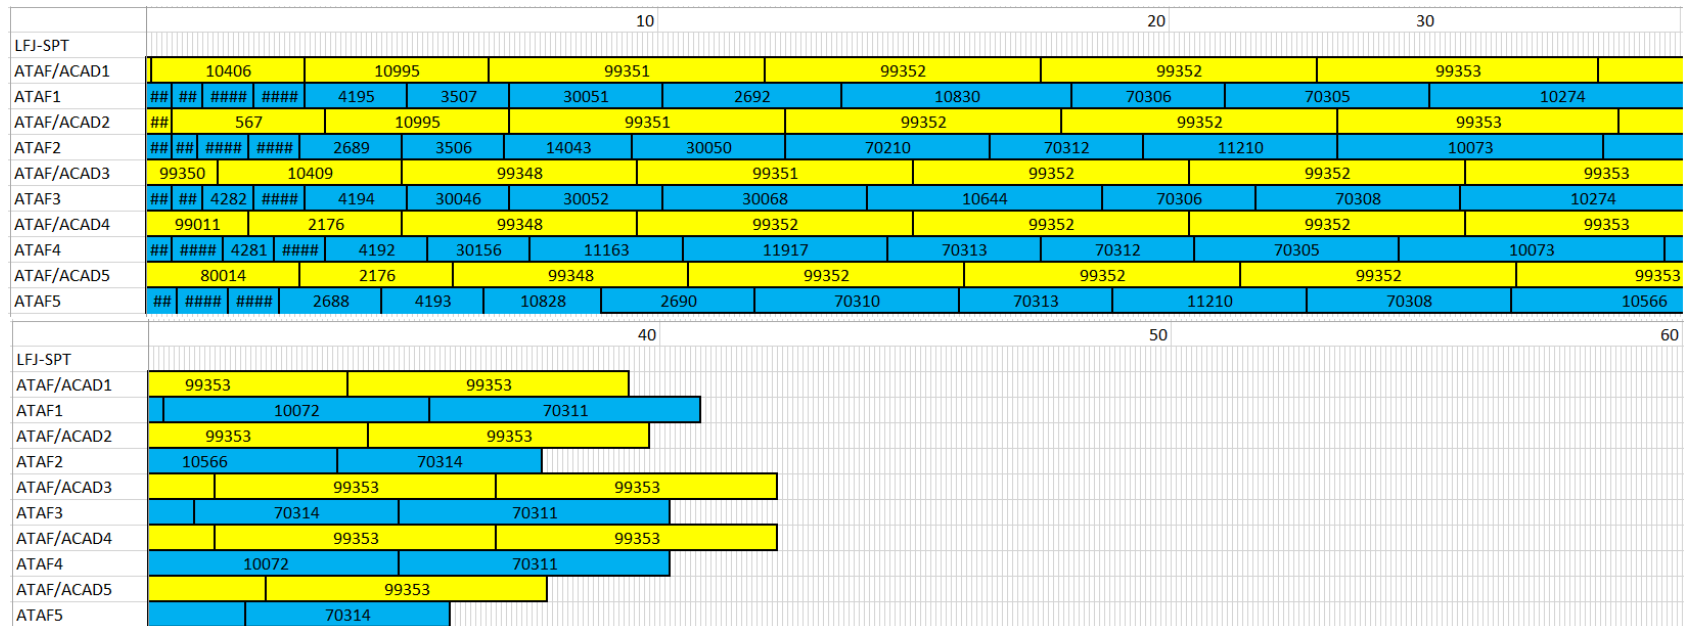 10 20 30
LFJ-SPT
ATAF/ACAD1 10406 10995 99351 99352 99352 99353
ATAF1 ## ## #### #### 4195 3507 30051 2692 10830 70306 70305 10274
ATAF/ACAD2 ## 567 10995 99351 99352 99352 99353
ATAF2 ## ## #### #### 2689 3506 14043 30050 70210 70312 11210 10073
ATAF/ACAD3 99350 10409 99348 99351 99352 99352 99353
ATAF3 ## ## 4282 #### 4194 30046 30052 30068 10644 70306 70308 10274
ATAF/ACAD4 99011 2176 99348 99352 99352 99352 99353
ATAF4 ## #### 4281 #### 4192 30156 11163 11917 70313 70312 70305 10073
ATAF/ACAD5 80014 2176 99348 99352 99352 99352 99353
ATAF5 ## #### #### 2688 4193 10828 2690 70310 70313 11210 70308 10566
40 50 60
LFJ-SPT
ATAF/ACAD1 99353 99353
ATAF1 10072 70311
ATAF/ACAD2 99353 99353
ATAF2 10566 70314
ATAF/ACAD3 99353 99353
ATAF3 70314 70311
ATAF/ACAD4 99353 99353
ATAF4 10072 70311
ATAF/ACAD5 99353
ATAF5 70314